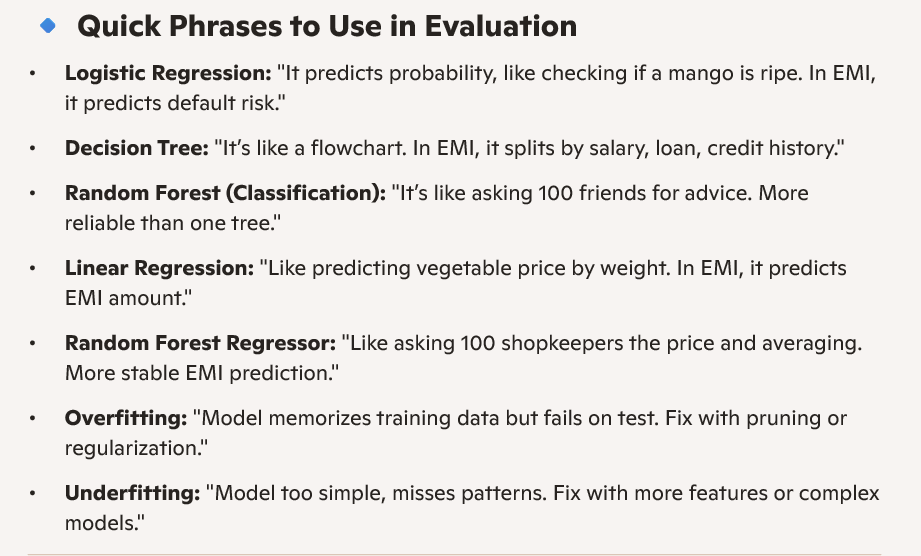 Quick Phrases to Use in Evaluation
• Logistic Regression: "It predicts probability, like checking if a mango is ripe. In EMI,
it predicts default risk."
• Decision Tree: "It’s like a flowchart. In EMI, it splits by salary, loan, credit history."
• Random Forest (Classification): "It’s like asking 100 friends for advice. More
reliable than one tree."
• Linear Regression: "Like predicting vegetable price by weight. In EMI, it predicts
EMI amount."
• Random Forest Regressor: "Like asking 100 shopkeepers the price and averaging.
More stable EMI prediction."
• Overfitting: "Model memorizes training data but fails on test. Fix with pruning or
regularization."
• Underfitting: "Model too simple, misses patterns. Fix with more features or complex
models."